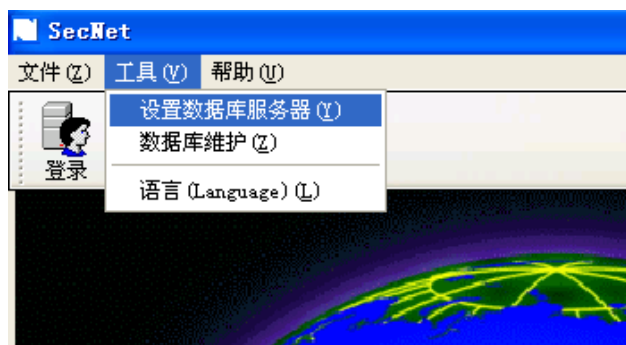 SecNet
文件(Z) 工具(V) 帮助(U)
设置数据库服务器(Y)
数据库维护(Z)
登录
语言(Language)(L)